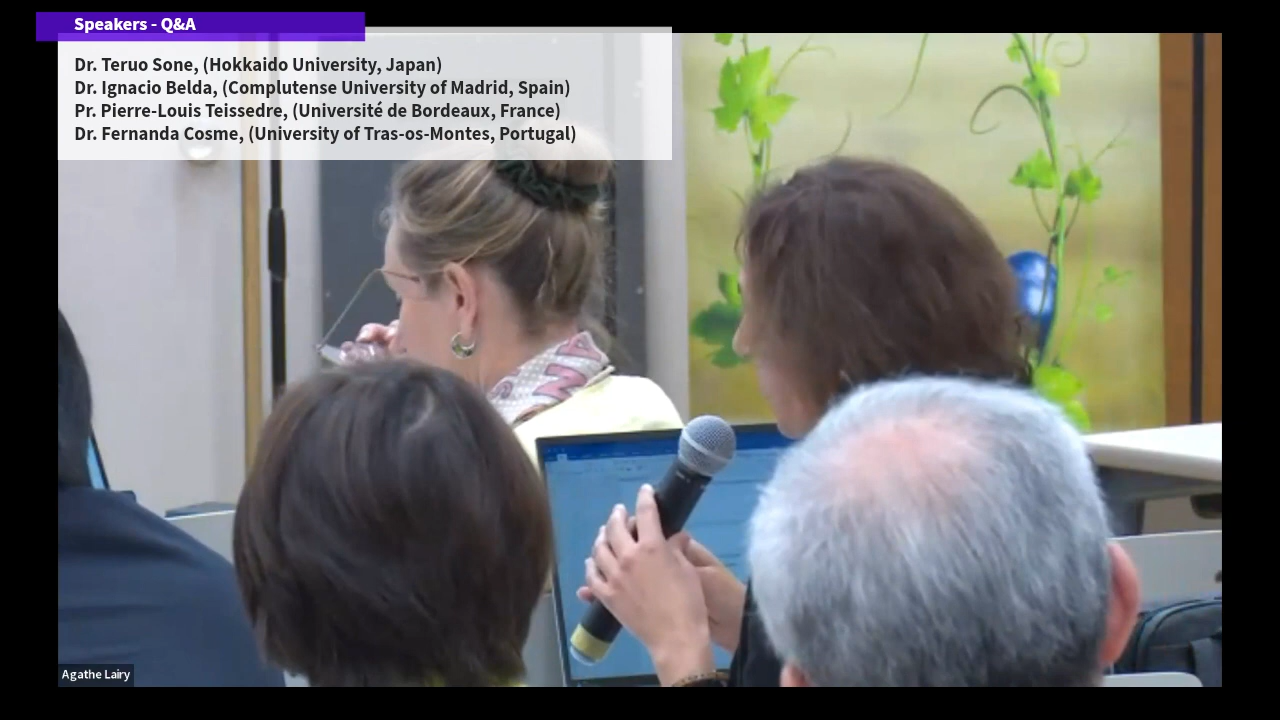 Speakers - Q&A
Dr. Teruo Sone, (Hokkaido University, Japan)
Dr. Ignacio Belda, (Complutense University of Madrid, Spain)
Pr. Pierre-Louis Teissedre, (Université de Bordeaux, France)
Dr. Fernanda Cosme, (University of Tras-os-Montes, Portugal)
Agathe Lairy